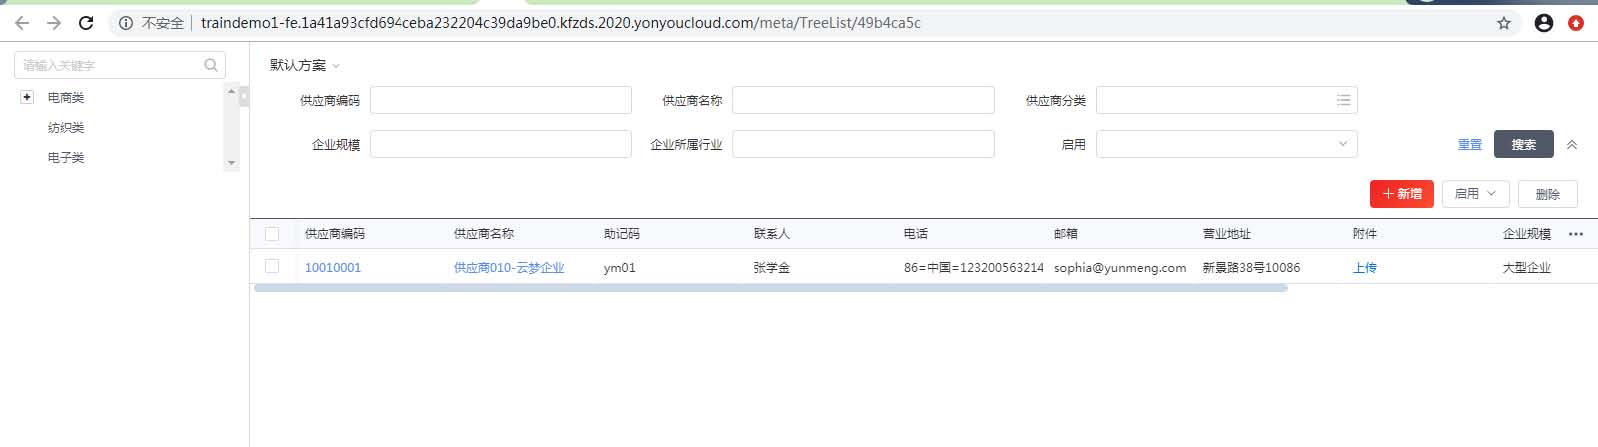 不安全 traindemo1-fe.1a41a93cfd694ceba232204c39da9be0.kfzds.2020.yonyoucloud.com/meta/TreeList/49b4ca5c
请输入关键字
电商类
纺织类
电子类
默认方案
供应商编码 供应商名称 供应商分类
企业规模 企业所属行业 启用 重置 搜索
新增 启用 删除
供应商编码 供应商名称 助记码 联系人 电话 邮箱 营业地址 附件 企业规模
10010001 供应商010-云梦企业 ym01 张学金 86=中国=123200563214 sophia@yunmeng.com 新景路38号10086 上传 大型企业